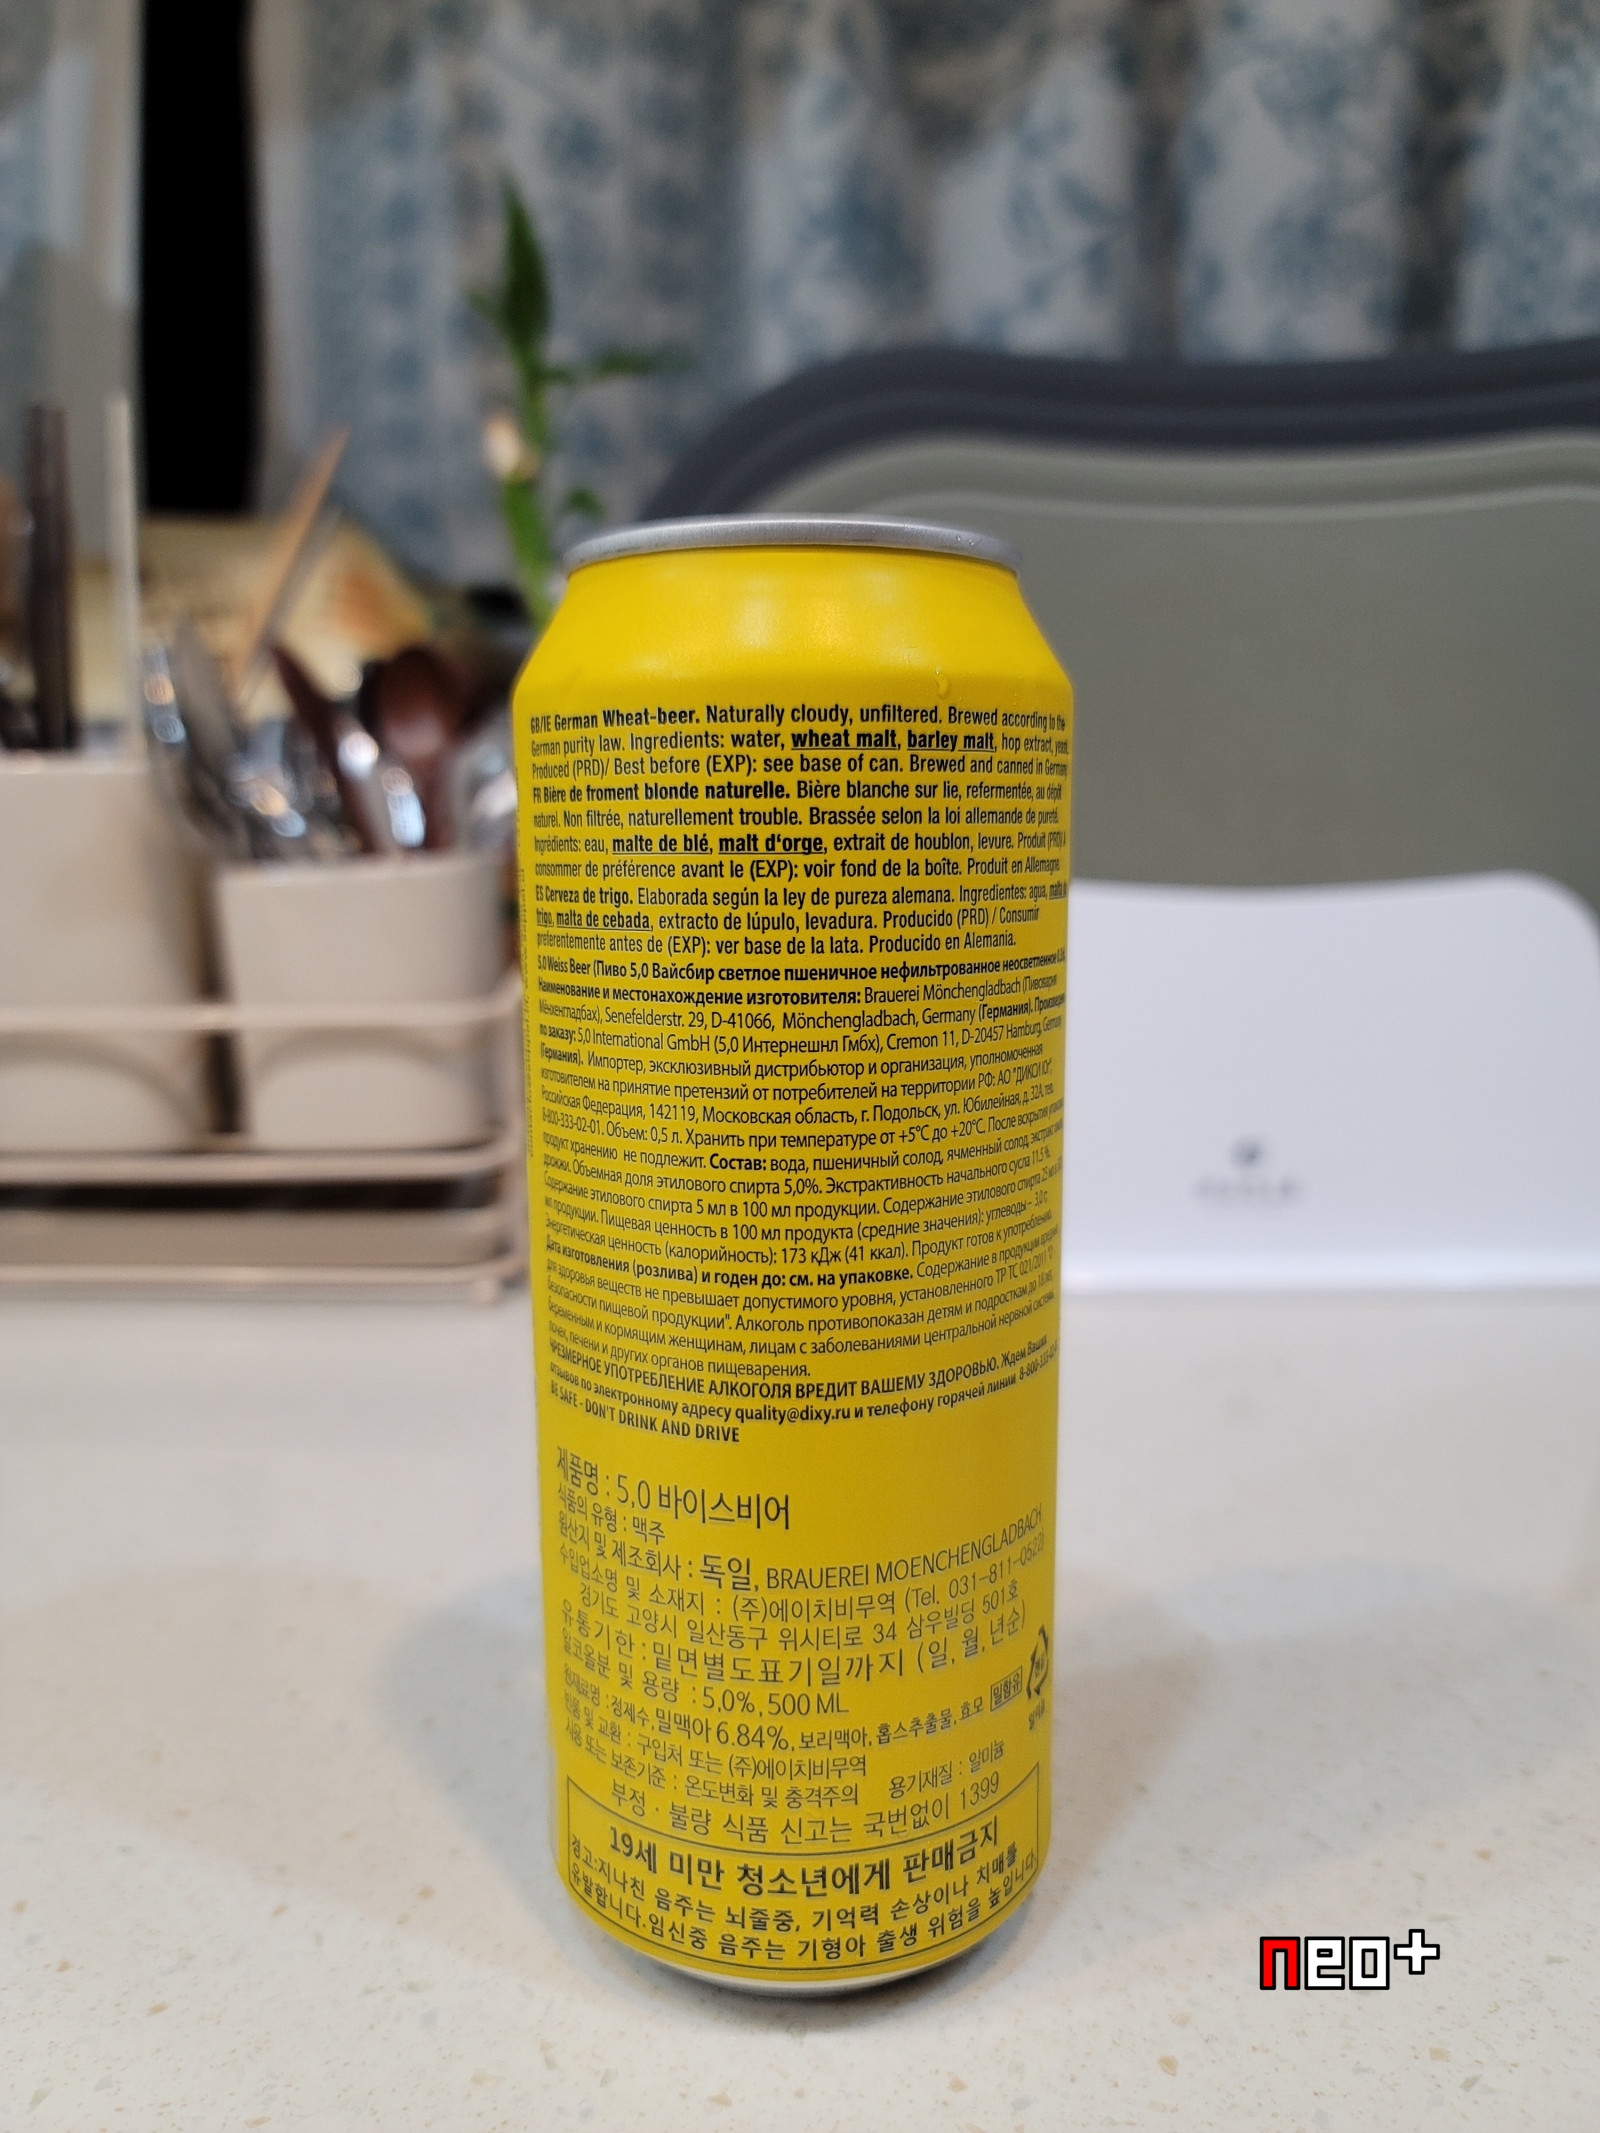 GB/IE German Wheat-beer. Naturally cloudy, unfiltered. Brewed according to the
German purity law. Ingredients: water, wheat malt, barley malt, hop extract, yeast.
Produced (PRD)/ Best before (EXP): see base of can. Brewed and canned in Germany
FR Bière de froment blonde naturelle. Bière blanche sur lie, refermentée, au dépôt
naturel. Non filtrée, naturellement trouble. Brassée selon la loi allemande de pureté.
Ingrédients: eau, malte de blé, malt d‘orge, extrait de houblon, levure. Produit (PRD)/ A
consommer de préférence avant le (EXP): voir fond de la boîte. Produit en Allemagne.
ES Cerveza de trigo. Elaborada según la ley de pureza alemana. Ingredientes: agua, malta de
trigo, malta de cebada, extracto de lúpulo, levadura. Producido (PRD) / Consumir
preferentemente antes de (EXP): ver base de la lata. Producido en Alemania.
5,0 Weiss Beer (Пиво 5,0 Вайсбир светлое пшеничное нефильтрованное неосветленное
Наименование и местонахождение изготовителя: Brauerei Mönchengladbach (Пивоварня
Мёнхенгладбах), Senefelderstr. 29, D-41066, Mönchengladbach, Germany (Германия). Произведено
по заказу: 5,0 International GmbH (5,0 Интернешнл Гмбх), Cremon 11, D-20457 Hamburg, Germany
(Германия). Импортер, эксклюзивный дистрибьютор и организация, уполномоченная
изготовителем на принятие претензий от потребителей на территории РФ: АО "ДИКСИ Юг",
Российская Федерация, 142119, Московская область, г. Подольск, ул. Юбилейная, д. 32А, тел.
8-800-333-02-01. Объем: 0,5 л. Хранить при температуре от +5°C до +20°C. После вскрытия упаковки
продукт хранению не подлежит. Состав: вода, пшеничный солод, ячменный солод, экстракт хмеля,
дрожжи. Объемная доля этилового спирта 5,0%. Экстрактивность начального сусла 11.5 %.
Содержание этилового спирта 5 мл в 100 мл продукции. Содержание этилового спирта 25 мл в
мл продукции. Пищевая ценность в 100 мл продукта (средние значения): углеводы – 3,0 г,
энергетическая ценность (калорийность): 173 кДж (41 ккал). Продукт готов к употреблению.
Дата изготовления (розлива) и годен до: см. на упаковке. Содержание в продукции вредных
для здоровья веществ не превышает допустимого уровня, установленного ТР ТС 021/2011 "О
безопасности пищевой продукции". Алкоголь противопоказан детям и подросткам до 18 лет,
беременным и кормящим женщинам, лицам с заболеваниями центральной нервной системы,
почек, печени и других органов пищеварения.
ЧРЕЗМЕРНОЕ УПОТРЕБЛЕНИЕ АЛКОГОЛЯ ВРЕДИТ ВАШЕМУ ЗДОРОВЬЮ. Ждем Ваших
отзывов по электронному адресу quality@dixy.ru и телефону горячей линии 8-800-333-02-01
BE SAFE - DON'T DRINK AND DRIVE
제품명 : 5,0 바이스비어
식품의 유형 : 맥주
원산지 및 제조회사 : 독일, BRAUEREI MOENCHENGLADBACH
수입업소명 및 소재지 : (주)에이치비무역 (Tel. 031-811-0522)
경기도 고양시 일산동구 위시티로 34 삼우빌딩 501호
유통기한 : 밑면별도표기일까지 (일, 월, 년순)
알코올분 및 용량 : 5.0%, 500 ML
원재료명 : 정제수, 밀맥아 6.84%, 보리맥아, 홉스추출물, 효모 밀함유
반품 및 교환 : 구입처 또는 (주)에이치비무역
사용 또는 보존기준 : 온도변화 및 충격주의 용기재질 : 알미늄
부정 · 불량 식품 신고는 국번없이 1399
19세 미만 청소년에게 판매금지
경고:지나친 음주는 뇌졸중, 기억력 손상이나 치매를
유발합니다.임신중 음주는 기형아 출생 위험을 높입니다.
neo+